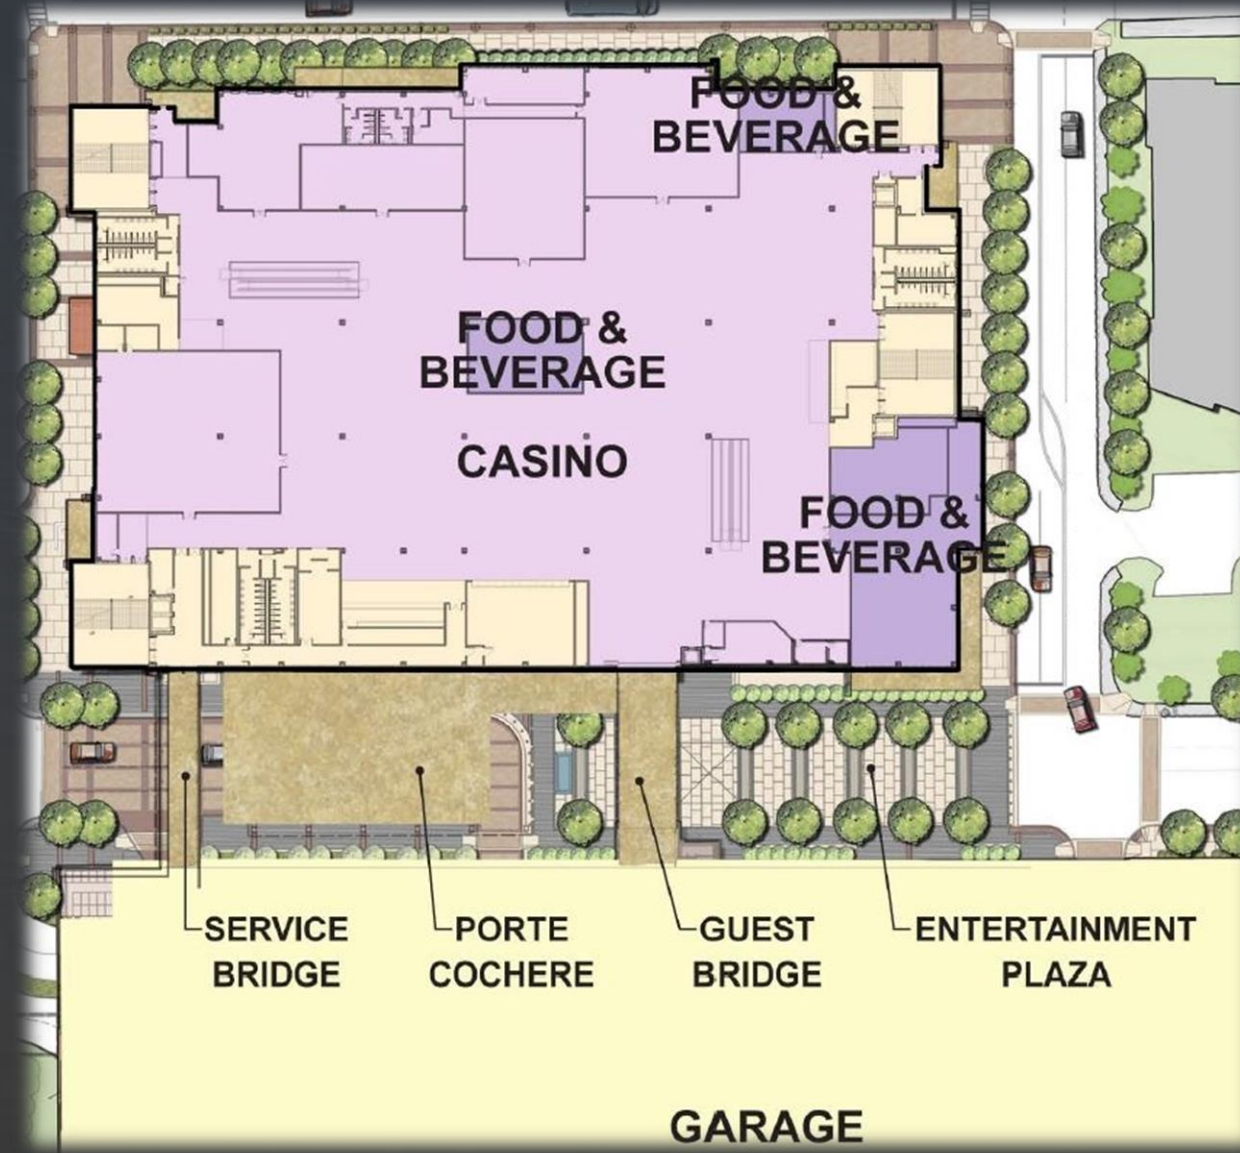 FOOD &
BEVERAGE
FOOD &
BEVERAGE
CASINO
FOOD &
BEVERAGE
SERVICE
BRIDGE
PORTE
COCHERE
GUEST
BRIDGE
ENTERTAINMENT
PLAZA
GARAGE